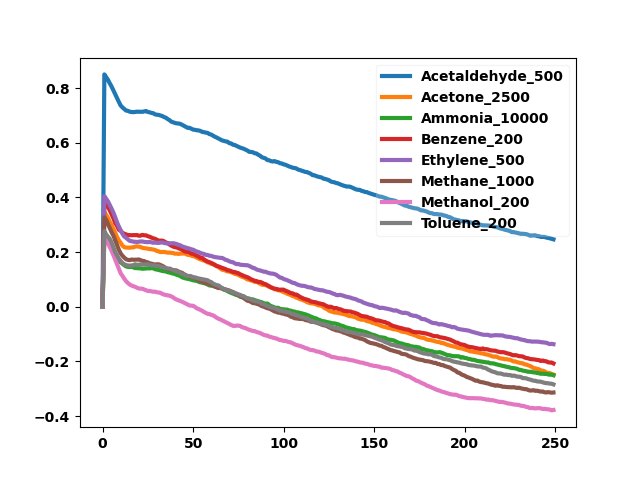 Acetaldehyde_500
Acetone_2500
Ammonia_10000
Benzene_200
Ethylene_500
Methane_1000
Methanol_200
Toluene_200
0.8
0.6
0.4
0.2
0.0
−0.2
−0.4
0 50 100 150 200 250